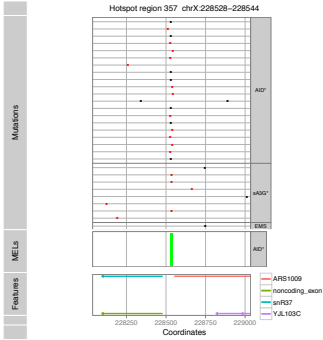 Hotspot region 357 chrX:228528−228544
Mutations
AID*
sA3G*
EMS
MELs
AID*
Features
ARS1009
noncoding_exon
snR37
YJL103C
228250 228500 228750 229000
Coordinates